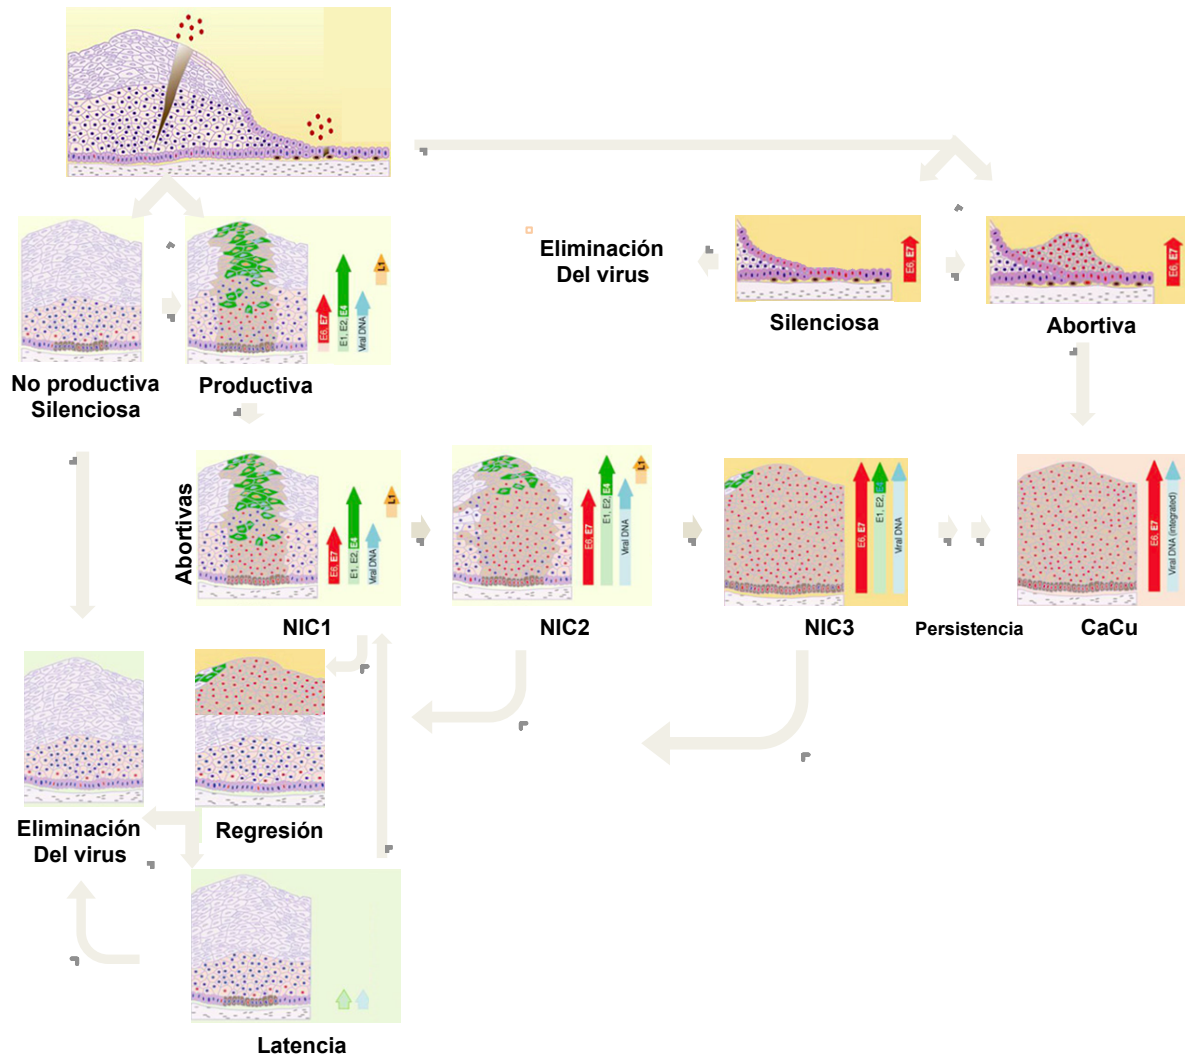 Eliminación
Del virus
E6, E7
Silenciosa
E6, E7
Abortiva
No productiva
Silenciosa
E6, E7
E1, E2, E4
Viral DNA
L1
Productiva
Abortivas
E6, E7
E1, E2, E4
Viral DNA
L1
NIC1
E6, E7
E1, E2, E4
Viral DNA
L1
NIC2
E6, E7
E1, E2, E4
Viral DNA
NIC3
Persistencia
E6, E7
Viral DNA (integrated)
CaCu
Eliminación
Del virus
Regresión
Latencia